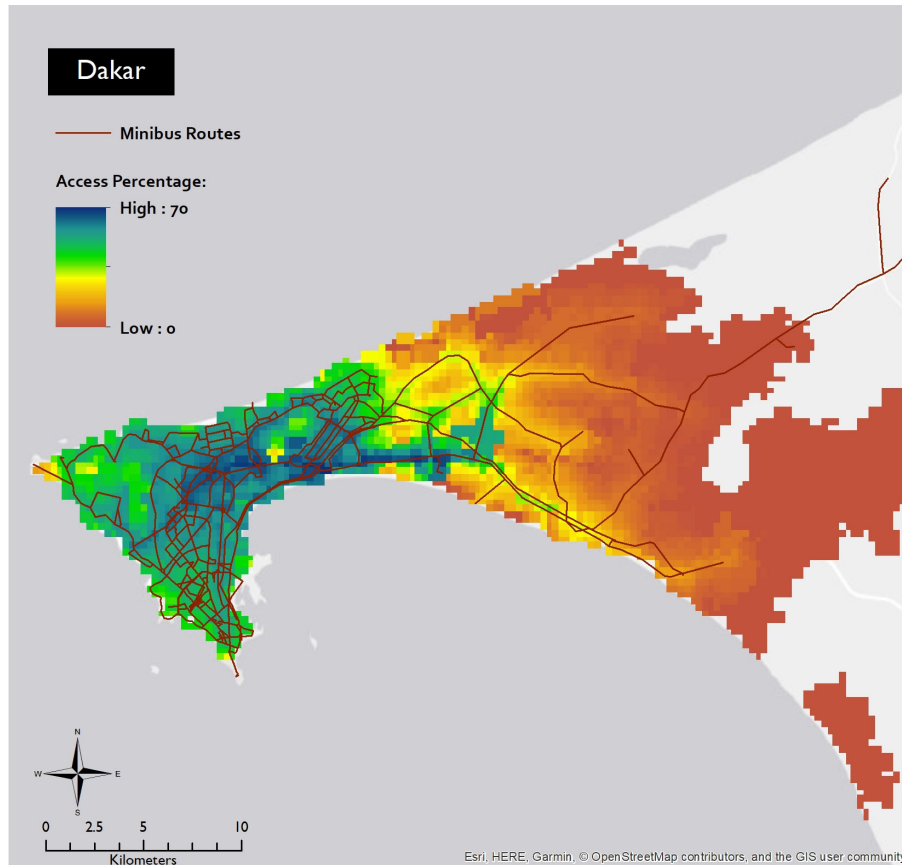 Dakar
Minibus Routes
Access Percentage:
High : 70
Low : 0
N
W E
S
0 2.5 5 10
Kilometers
Esri, HERE, Garmin, © OpenStreetMap contributors, and the GIS user community